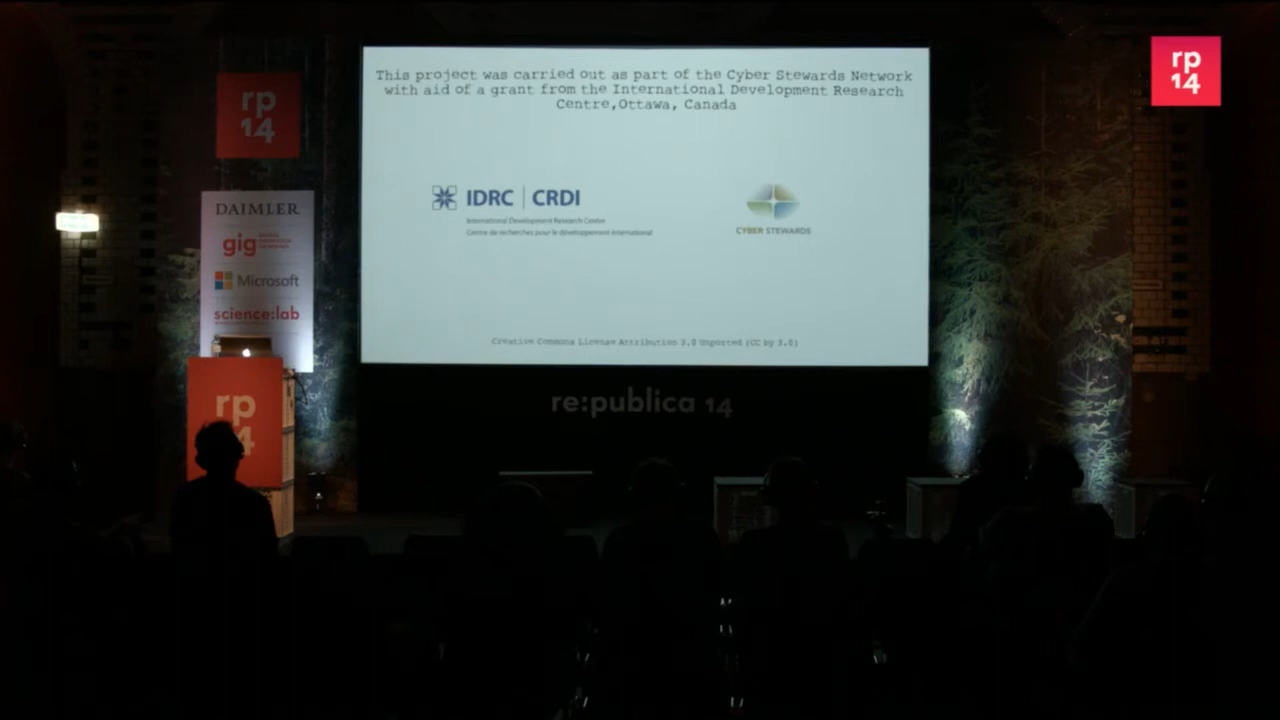 This project was carried out as part of the Cyber Stewards Network
with aid of a grant from the International Development Research
Centre,Ottawa, Canada
IDRC | CRDI
International Development Research Centre
Centre de recherches pour le développement international
CYBER STEWARDS
Creative Commons License Attribution 3.0 Unported (CC by 3.0)
rp
14
rp
14
DAIMLER
gig
Microsoft
science:lab
rp
4
re:publica 14